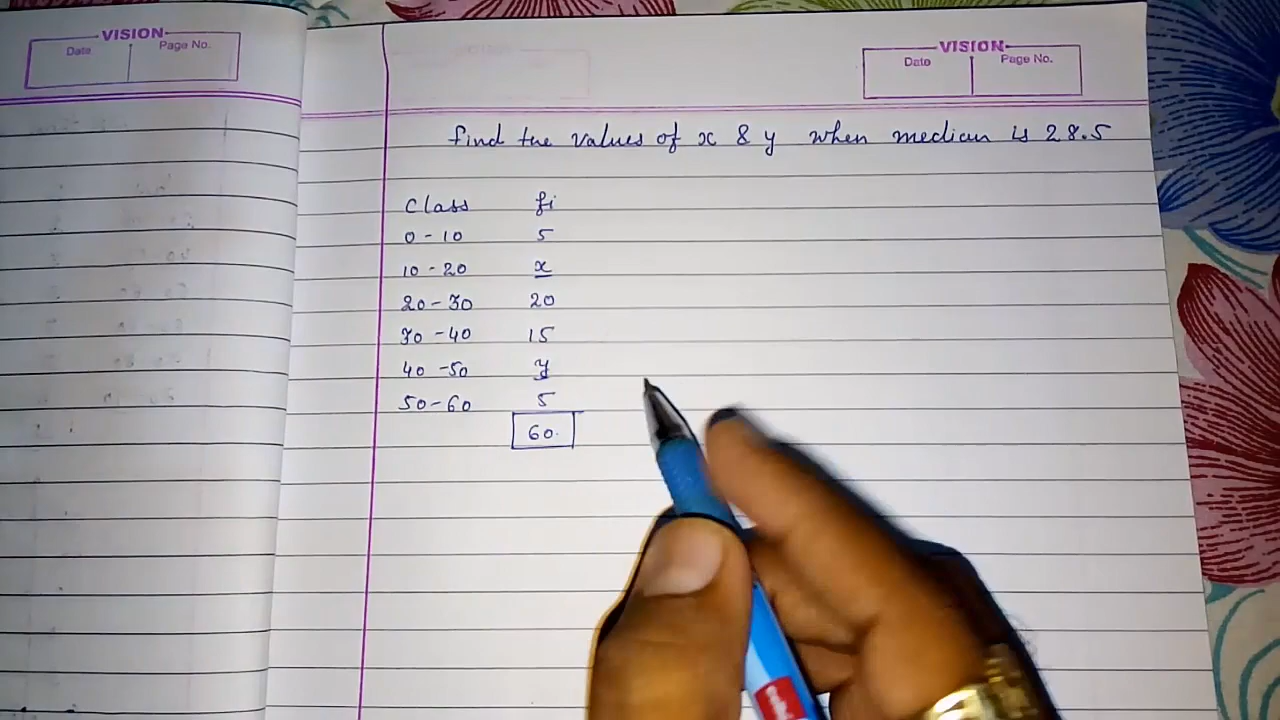 VISION
Date Page No.
VISION
Date Page No.
find the values of x & y when median is 28.5
Class fi
0-10 5
10-20 x
20-30 20
30-40 15
40-50 y
50-60 5
60.